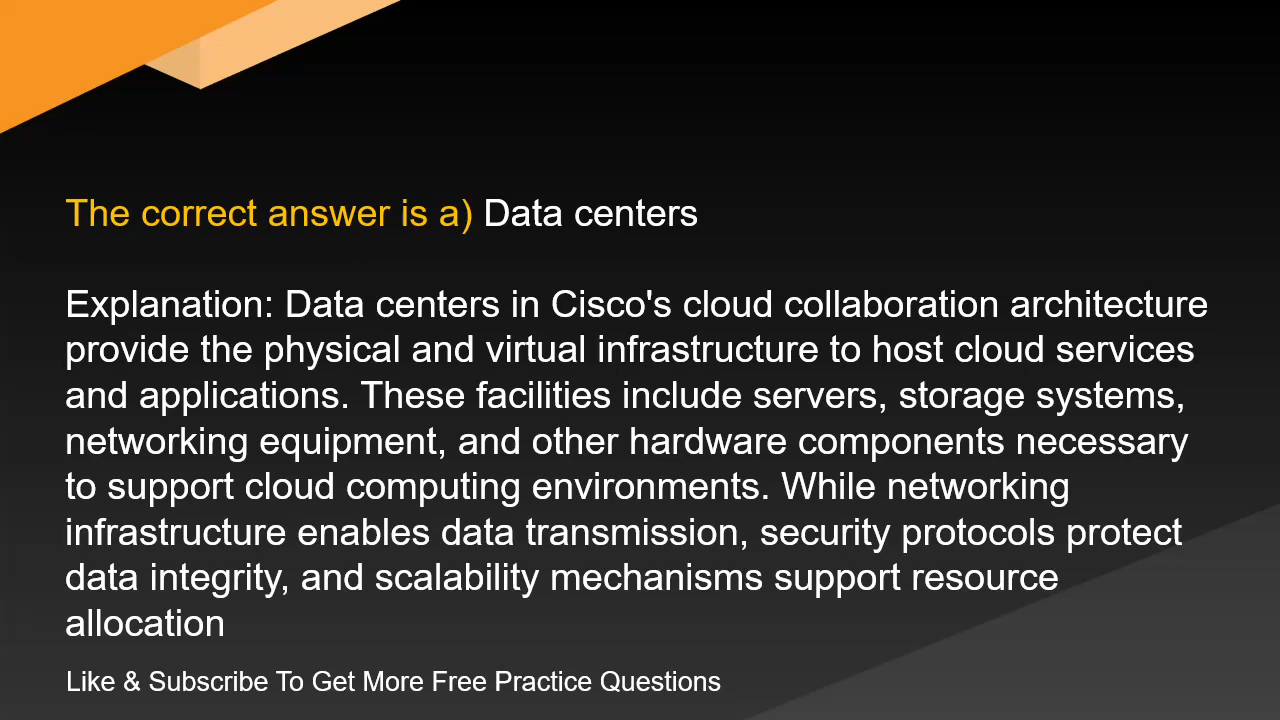 The correct answer is a) Data centers
Explanation: Data centers in Cisco's cloud collaboration architecture
provide the physical and virtual infrastructure to host cloud services
and applications. These facilities include servers, storage systems,
networking equipment, and other hardware components necessary
to support cloud computing environments. While networking
infrastructure enables data transmission, security protocols protect
data integrity, and scalability mechanisms support resource
allocation
Like & Subscribe To Get More Free Practice Questions